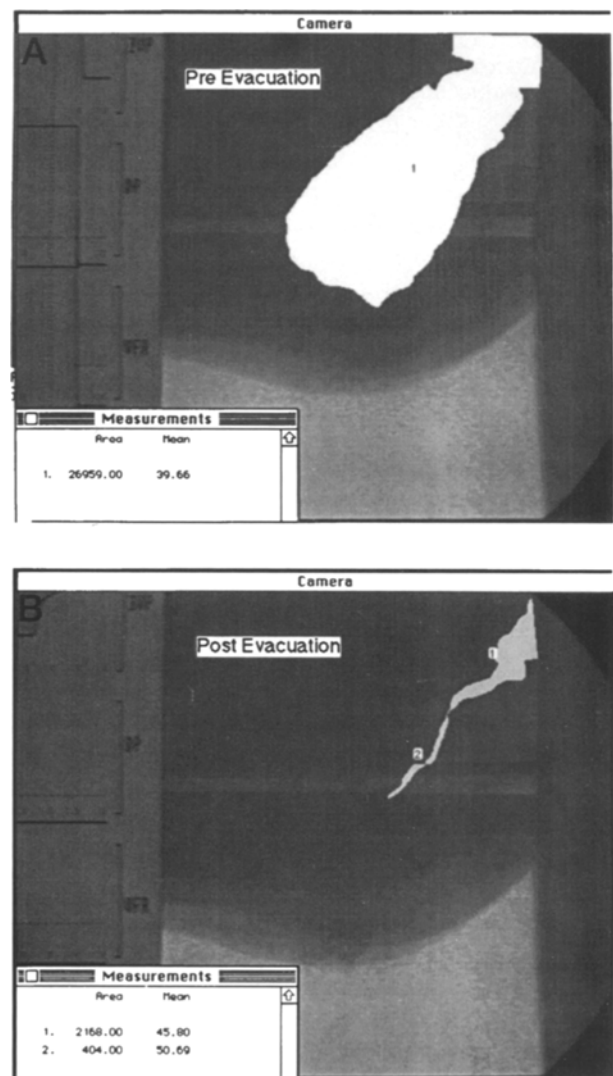 Camera
A
Pre Evacuation
1
Measurements
Area Mean
1. 26959.00 39.66
Camera
B
Post Evacuation
1
2
Measurements
Area Mean
1. 2168.00 45.80
2. 404.00 50.69